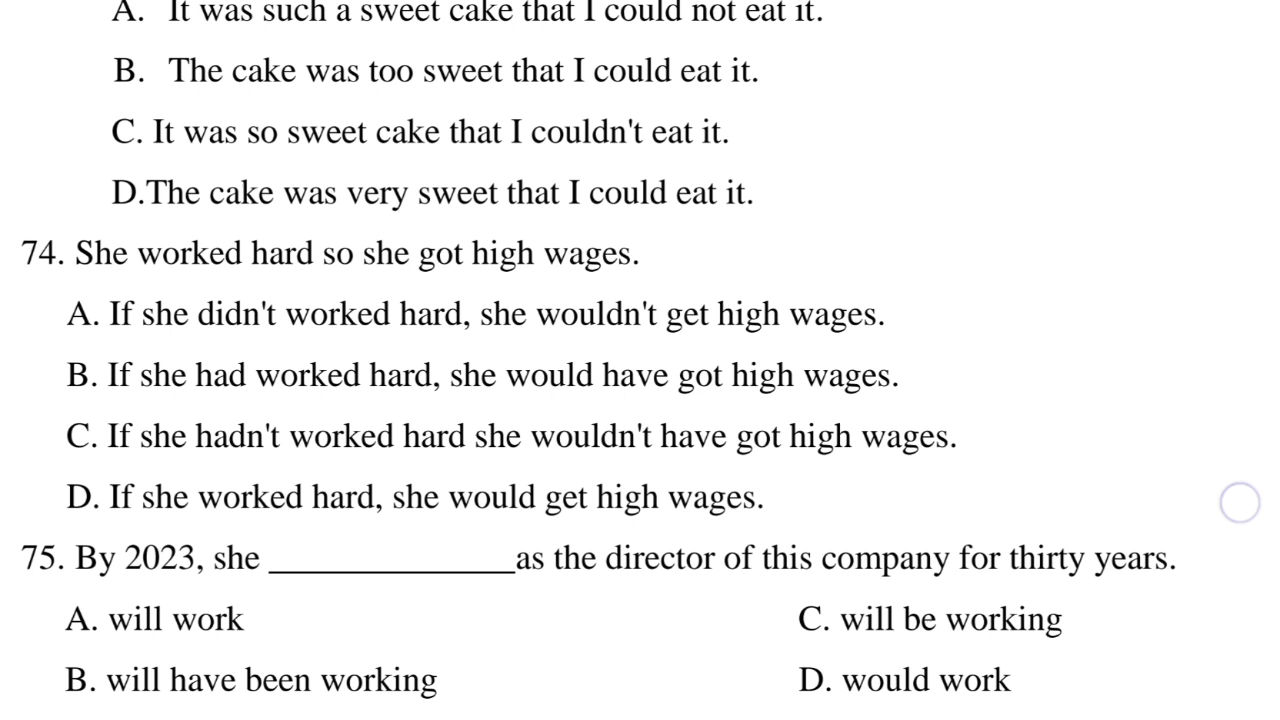 A. It was such a sweet cake that I could not eat it.
B. The cake was too sweet that I could eat it.
C. It was so sweet cake that I couldn't eat it.
D.The cake was very sweet that I could eat it.
74. She worked hard so she got high wages.
A. If she didn't worked hard, she wouldn't get high wages.
B. If she had worked hard, she would have got high wages.
C. If she hadn't worked hard she wouldn't have got high wages.
D. If she worked hard, she would get high wages.
75. By 2023, she ______________as the director of this company for thirty years.
A. will work C. will be working
B. will have been working D. would work